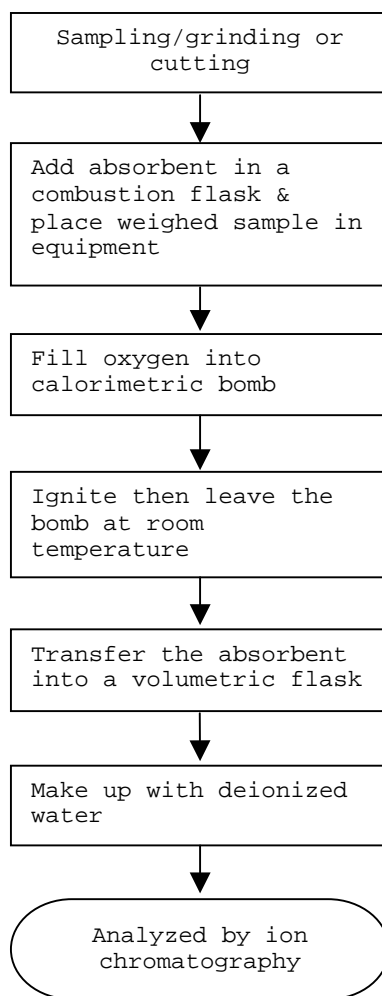 Sampling/grinding or
cutting
Add absorbent in a
combustion flask &
place weighed sample in
equipment
Fill oxygen into
calorimetric bomb
Ignite then leave the
bomb at room
temperature
Transfer the absorbent
into a volumetric flask
Make up with deionized
water
Analyzed by ion
chromatography